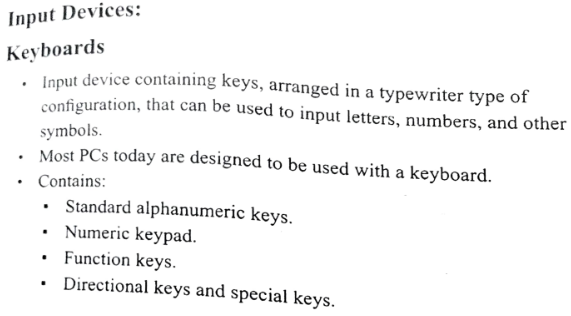 Input Devices:
Keyboards
• Input device containing keys, arranged in a typewriter type of
configuration, that can be used to input letters, numbers, and other
symbols.
• Most PCs today are designed to be used with a keyboard.
• Contains:
• Standard alphanumeric keys.
• Numeric keypad.
• Function keys.
• Directional keys and special keys.